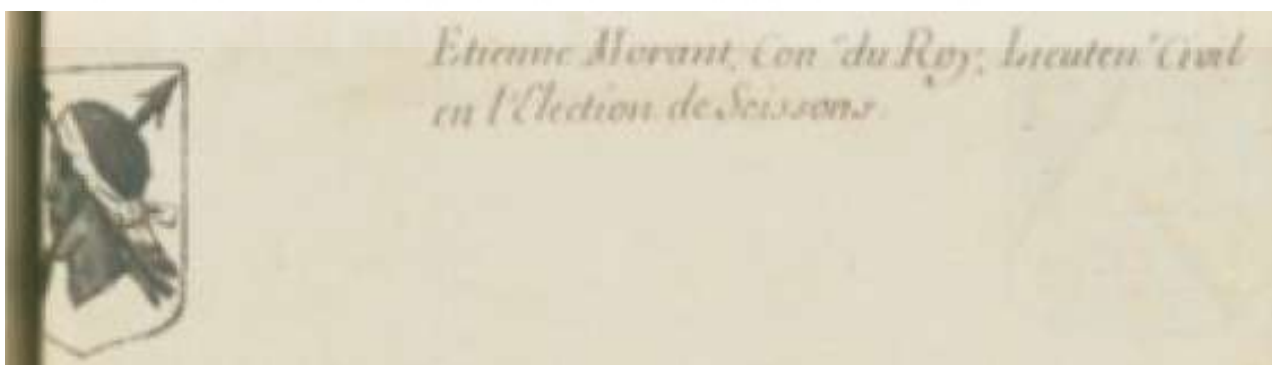 Etienne Morant, Con.er du Roy, Lieuten.t Civil
en l'Election de Soissons.